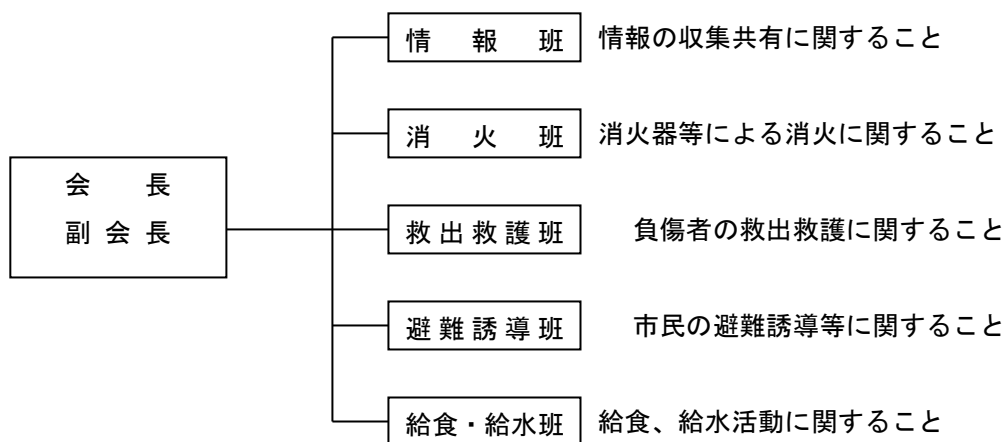 情報班 情報の収集共有に関すること
消火班 消火器等による消火に関すること
会長
副会長
救出救護班 負傷者の救出救護に関すること
避難誘導班 市民の避難誘導等に関すること
給食・給水班 給食、給水活動に関すること